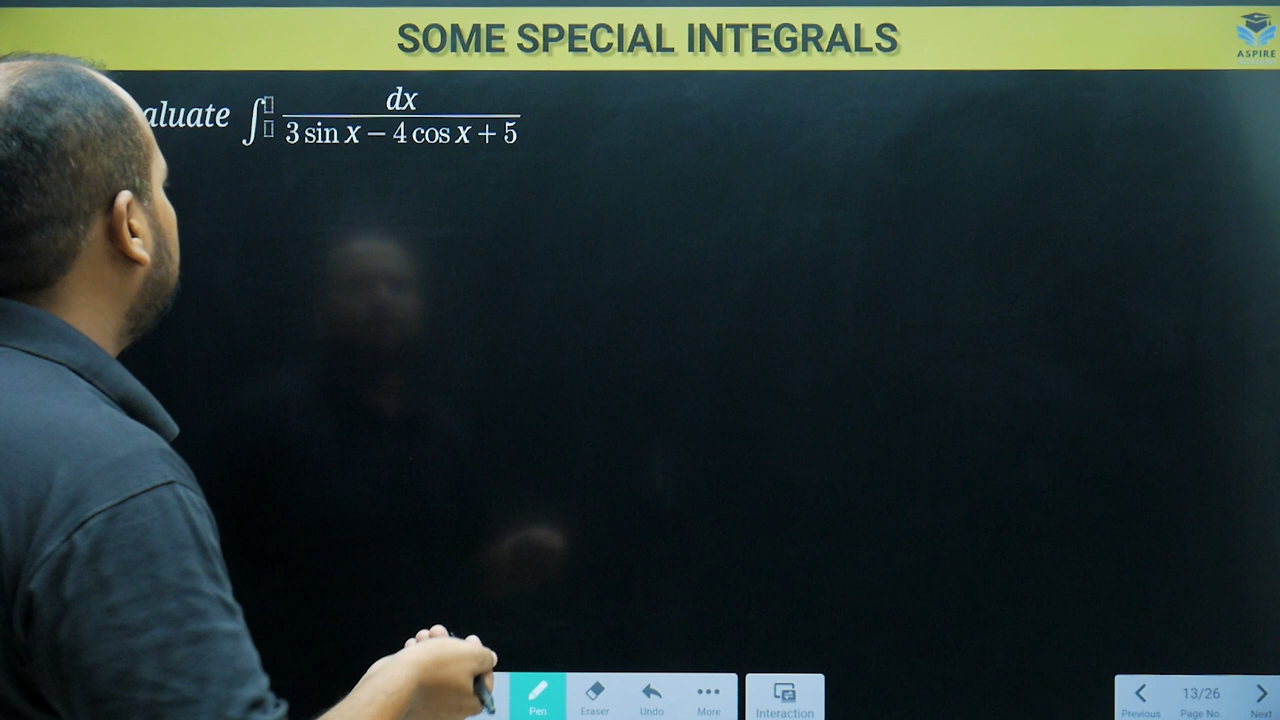 SOME SPECIAL INTEGRALS
ASPIRE
aluate ∫ dx / (3 sin x − 4 cos x + 5)
Pen
Eraser
Undo
More
Interaction
13/26
Previous
Page No.
Next